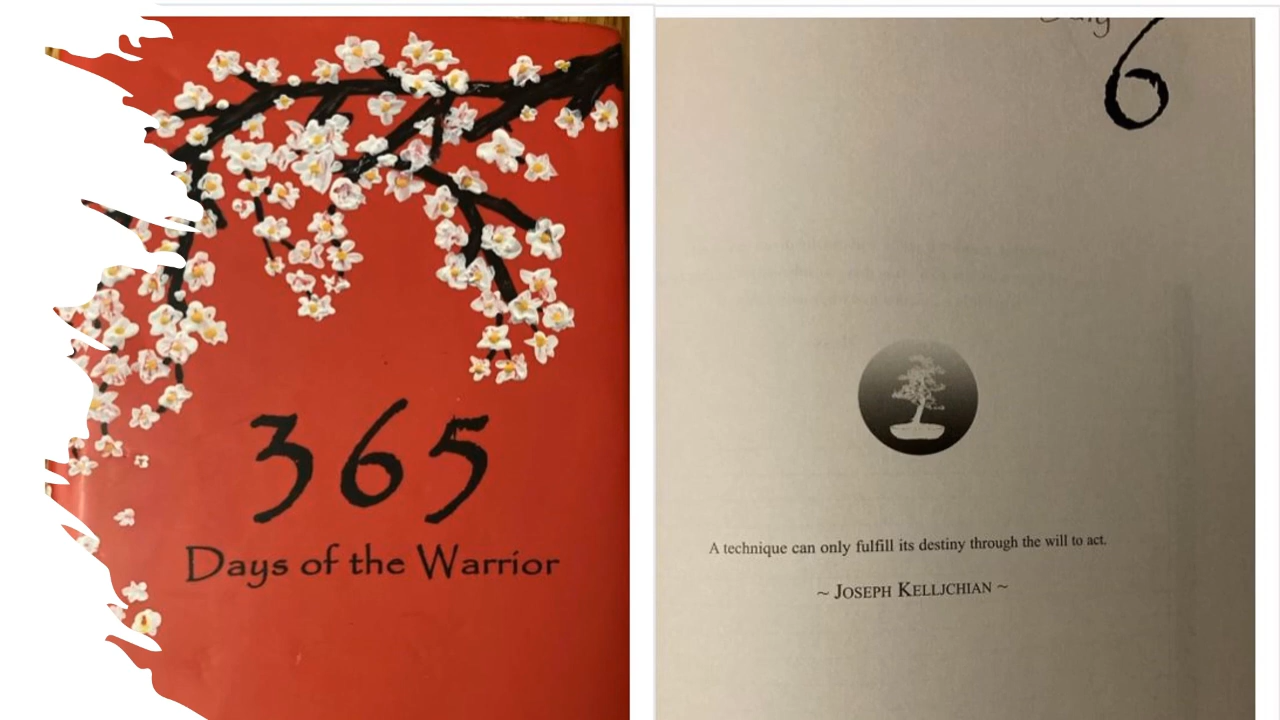 365
Days of the Warrior
July
6
A technique can only fulfill its destiny through the will to act.
~ JOSEPH KELLJCHIAN ~